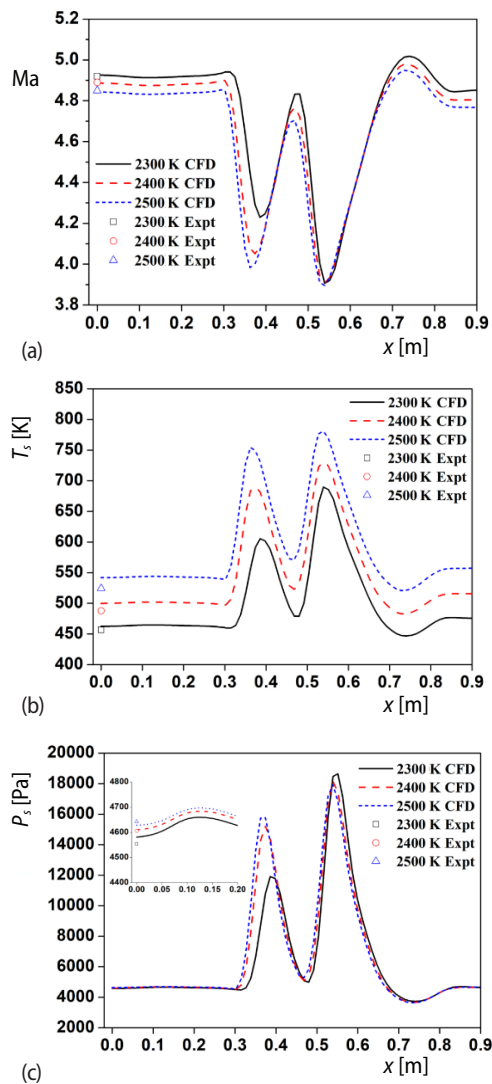 5.2
5.0
Ma
4.8
4.6
4.4
4.2
4.0
3.8
2300 K CFD
2400 K CFD
2500 K CFD
2300 K Expt
2400 K Expt
2500 K Expt
0.0 0.1 0.2 0.3 0.4 0.5 0.6 0.7 0.8 0.9
(a)
x [m]
T_s [K]
850
800
750
700
650
600
550
500
450
400
2300 K CFD
2400 K CFD
2500 K CFD
2300 K Expt
2400 K Expt
2500 K Expt
0.0 0.1 0.2 0.3 0.4 0.5 0.6 0.7 0.8 0.9
(b)
x [m]
P_s [Pa]
20000
18000
16000
14000
12000
10000
8000
6000
4000
2000
4800
4700
4600
4500
4400
0.00 0.05 0.10 0.15 0.20
2300 K CFD
2400 K CFD
2500 K CFD
2300 K Expt
2400 K Expt
2500 K Expt
0.0 0.1 0.2 0.3 0.4 0.5 0.6 0.7 0.8 0.9
(c)
x [m]